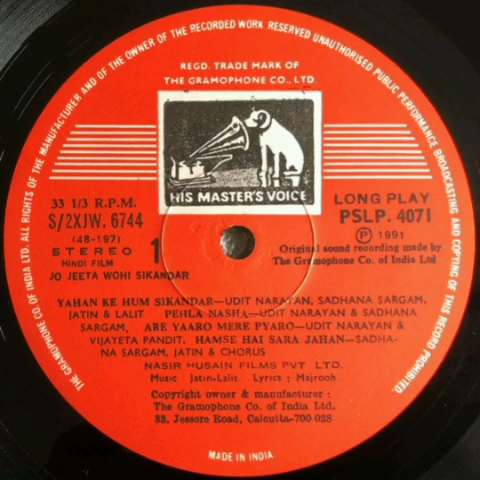 THE GRAMOPHONE CO. OF INDIA LTD. ALL RIGHTS OF THE MANUFACTURER AND OF THE OWNER OF THE RECORDED WORK RESERVED UNAUTHORISED PUBLIC PERFORMANCE BROADCASTING AND COPYING OF THIS RECORD PROHIBITED.
REGD. TRADE MARK OF
THE GRAMOPHONE CO., LTD.
HIS MASTER'S VOICE
33 1/3 R.P.M.
S/2XJW. 6744
(48-197)
STEREO 1
HINDI FILM
JO JEETA WOHI SIKANDAR
LONG PLAY
PSLP. 4071
Ⓟ 1991
Original sound recording made by
The Gramophone Co. of India Ltd
YAHAN KE HUM SIKANDAR—UDIT NARAYAN, SADHANA SARGAM,
JATIN & LALIT PEHLA NASHA—UDIT NARAYAN & SADHANA
SARGAM, ARE YAARO MERE PYARO—UDIT NARAYAN &
VIJAYETA PANDIT. HAMSE HAI SARA JAHAN—SADHA-
NA SARGAM, JATIN & CHORUS
NASIR HUSAIN FILMS PVT LTD.
Music : Jatin-Lalit Lyrics : Majrooh
Copyright owner & manufacturer :
The Gramophone Co. of India Ltd.
33, Jessore Road, Calcutta-700 028
MADE IN INDIA.